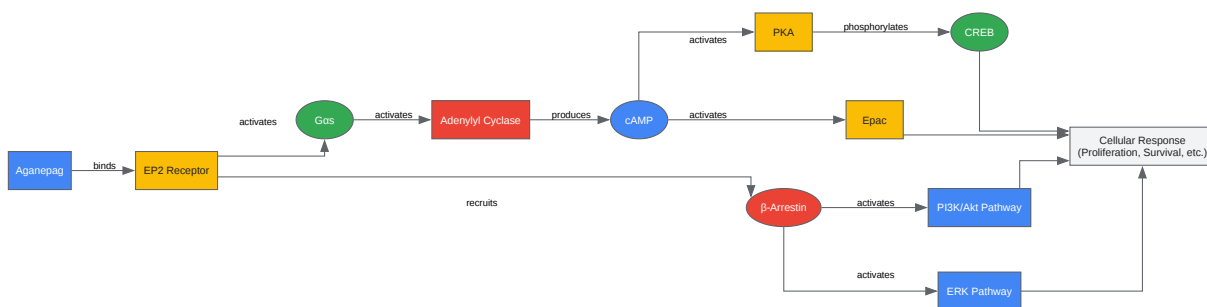 PKA
phosphorylates
CREB
activates
activates
Gαs
activates
Adenylyl Cyclase
produces
cAMP
activates
Epac
Cellular Response
(Proliferation, Survival, etc.)
Aganepag
binds
EP2 Receptor
recruits
β-Arrestin
activates
PI3K/Akt Pathway
activates
ERK Pathway